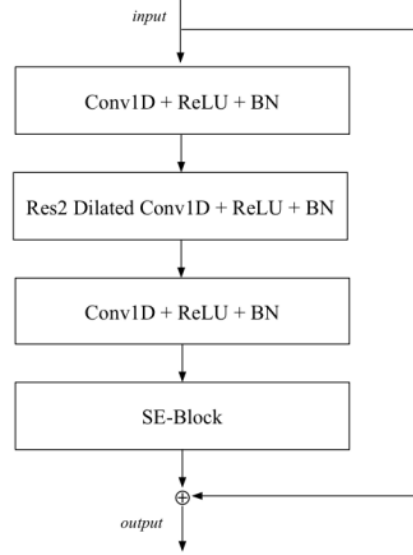 input
Conv1D + ReLU + BN
Res2 Dilated Conv1D + ReLU + BN
Conv1D + ReLU + BN
SE-Block
output